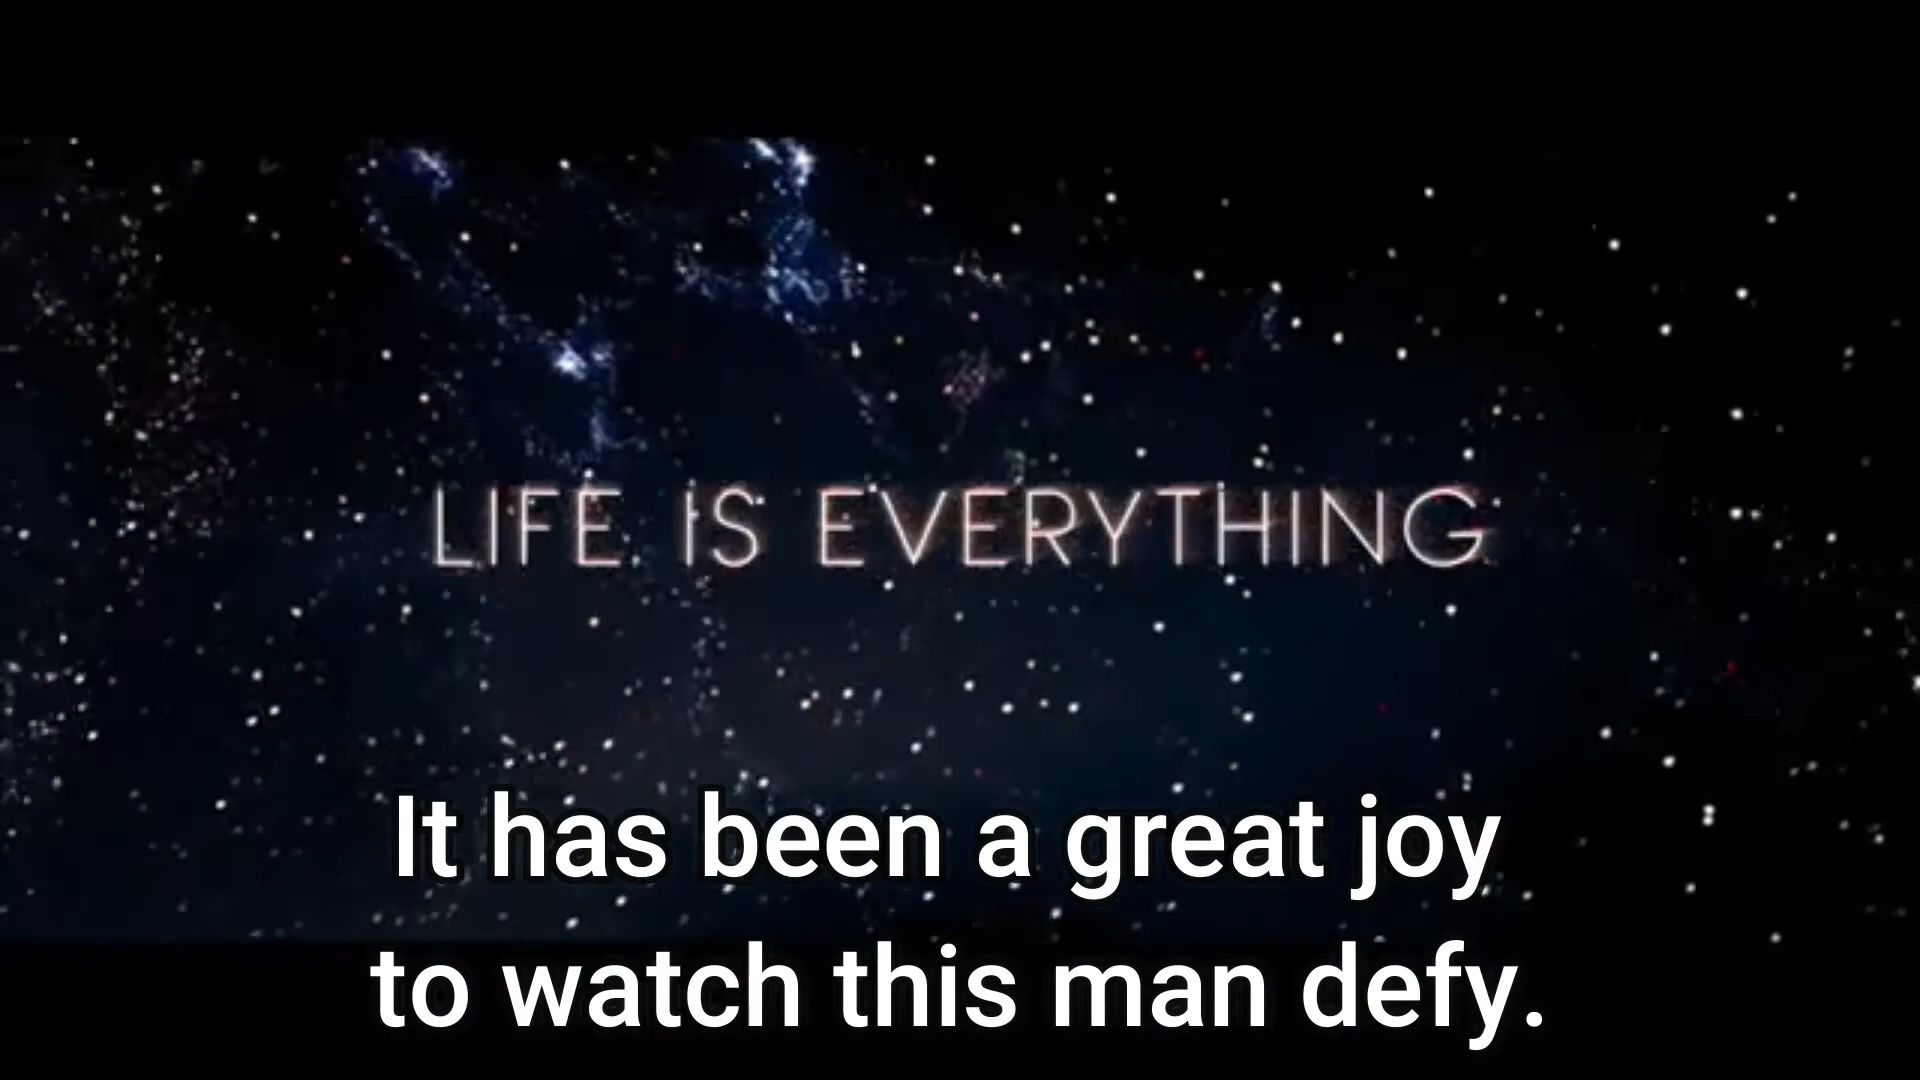 LIFE IS EVERYTHING
It has been a great joy
to watch this man defy.